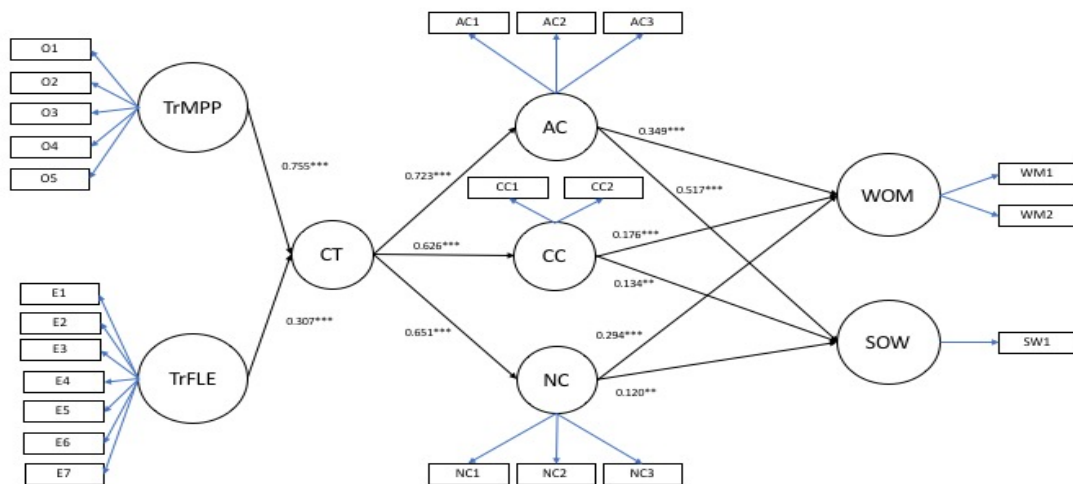 AC1
AC2
AC3
O1
O2
O3
O4
O5
TrMPP
AC
0.349***
0.755***
0.723***
CC1
CC2
0.517***
WOM
WM1
WM2
CT
0.626***
CC
0.176***
0.134**
E1
E2
E3
E4
E5
E6
E7
0.307***
0.651***
0.294***
TrFLE
NC
0.120**
SOW
SW1
NC1
NC2
NC3